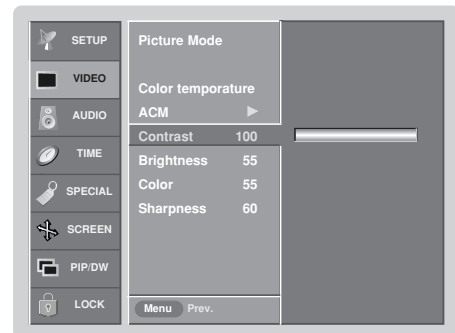 SETUP
VIDEO
AUDIO
TIME
SPECIAL
SCREEN
PIP/DW
LOCK
Picture Mode
Color temporature
ACM ▶
Contrast 100
Brightness 55
Color 55
Sharpness 60
Menu Prev.